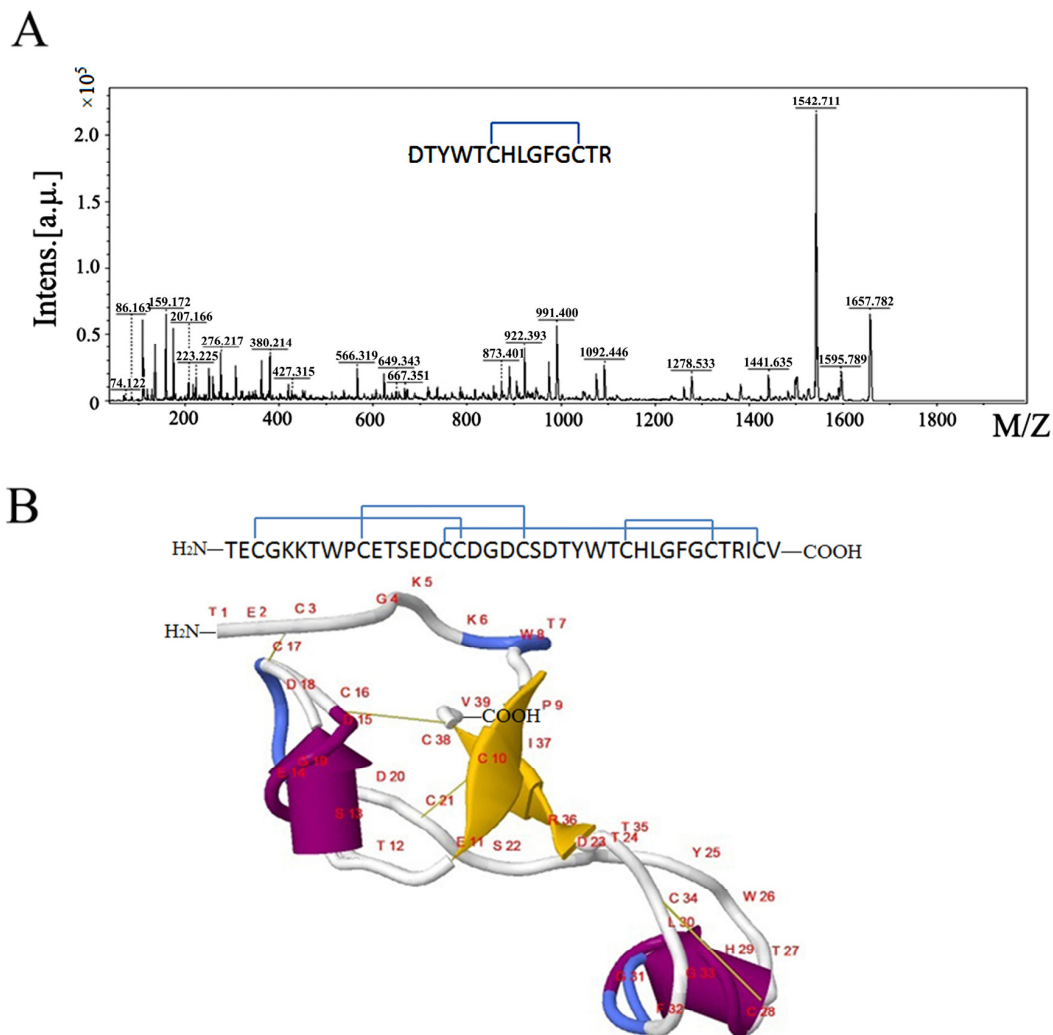 A
×10⁵
2.0
1.5
1.0
0.5
0
Intens.[a.μ.]
DTYWTCHLGFGCTR
74.122
86.163
159.172
207.166
223.225
276.217
380.214
427.315
566.319
649.343
667.351
873.401
922.393
991.400
1092.446
1278.533
1441.635
1542.711
1595.789
1657.782
200 400 600 800 1000 1200 1400 1600 1800
M/Z
B
H₂N—TECGKKTWPCETSEDCCDGDCSDTYWTCHLGFGCTRICV—COOH
H₂N—
T 1
E 2
C 3
G 4
K 5
K 6
T 7
W 8
P 9
C 10
E 11
T 12
S 13
E 14
C 16
C 17
D 18
D 20
C 21
S 22
D 23
T 24
Y 25
W 26
T 27
C 28
H 29
L 30
G 31
F 32
G 33
C 34
T 35
R 36
I 37
C 38
V 39
—COOH